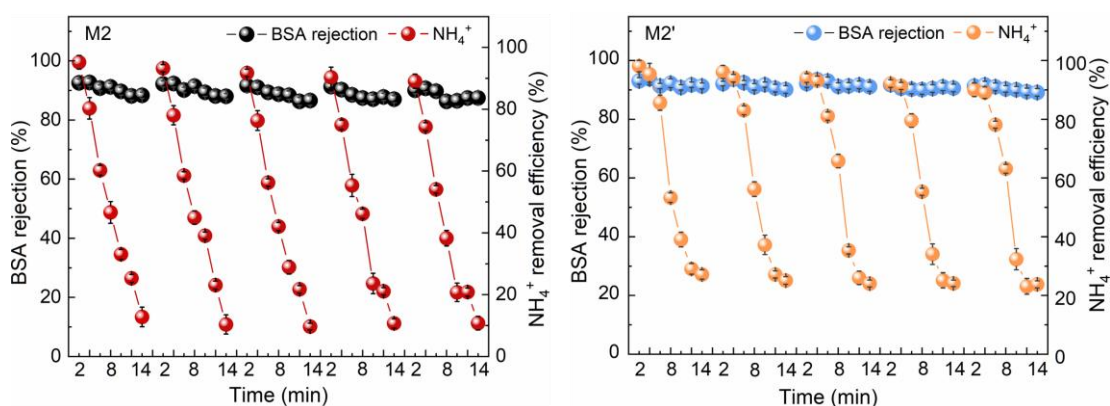 M2
BSA rejection
NH₄⁺
BSA rejection (%)
0
20
40
60
80
100
NH₄⁺ removal efficiency (%)
0
20
40
60
80
100
2 8 14 2 8 14 2 8 14 2 8 14 2 8 14
Time (min)
M2'
BSA rejection
NH₄⁺
BSA rejection (%)
0
20
40
60
80
100
NH₄⁺ removal efficiency (%)
0
20
40
60
80
100
2 8 14 2 8 14 2 8 14 2 8 14 2 8 14
Time (min)